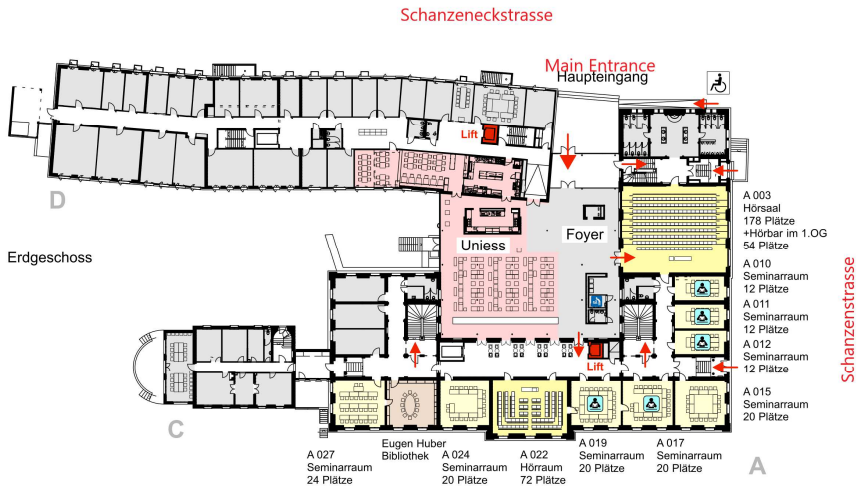 Schanzeneckstrasse
Main Entrance
Haupteingang
Lift
D
Uniess
Foyer
Erdgeschoss
A 003
Hörsaal
178 Plätze
+Hörbar im 1.OG
54 Plätze
A 010
Seminarraum
12 Plätze
A 011
Seminarraum
12 Plätze
A 012
Seminarraum
12 Plätze
A 015
Seminarraum
20 Plätze
Schanzenstrasse
Lift
C
A 027
Seminarraum
24 Plätze
Eugen Huber
Bibliothek
A 024
Seminarraum
20 Plätze
A 022
Hörraum
72 Plätze
A 019
Seminarraum
20 Plätze
A 017
Seminarraum
20 Plätze
A